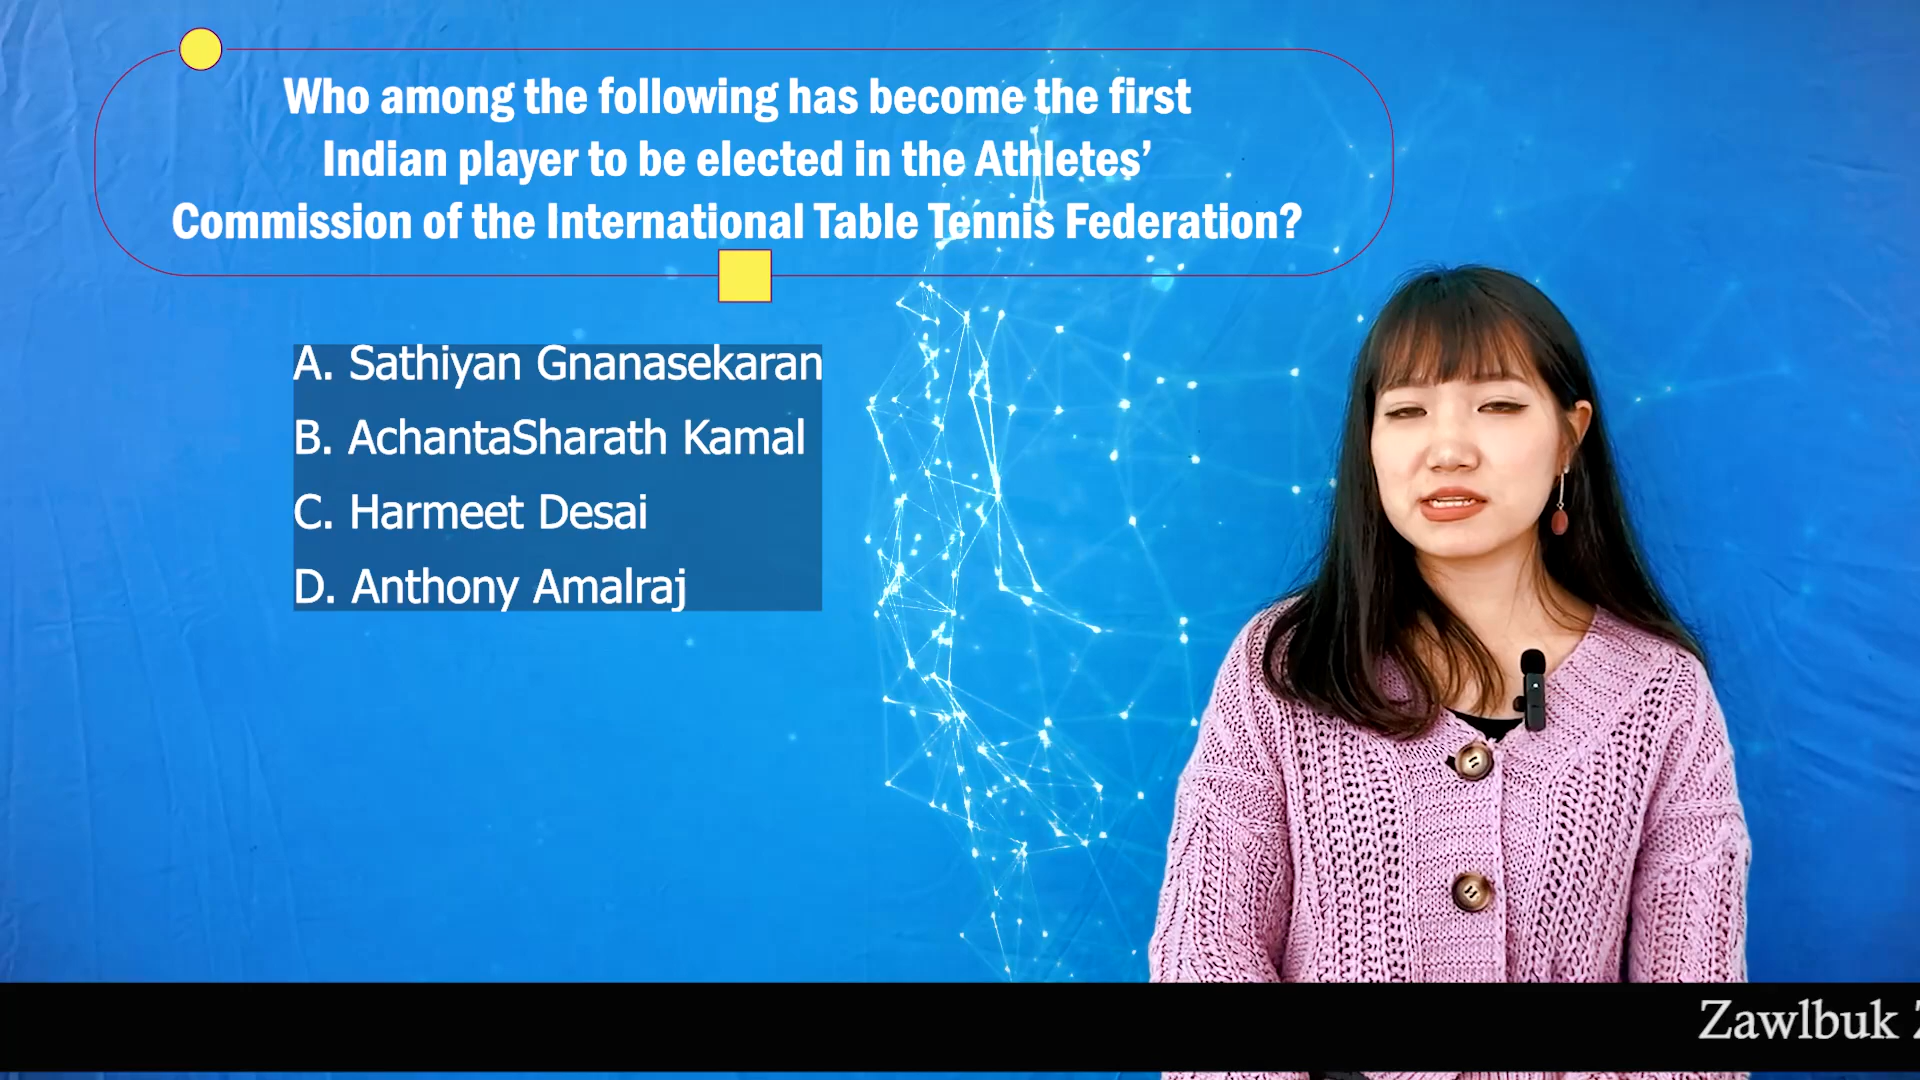 Who among the following has become the first
Indian player to be elected in the Athletes’
Commission of the International Table Tennis Federation?
A. Sathiyan Gnanasekaran
B. AchantaSharath Kamal
C. Harmeet Desai
D. Anthony Amalraj
Zawlbuk